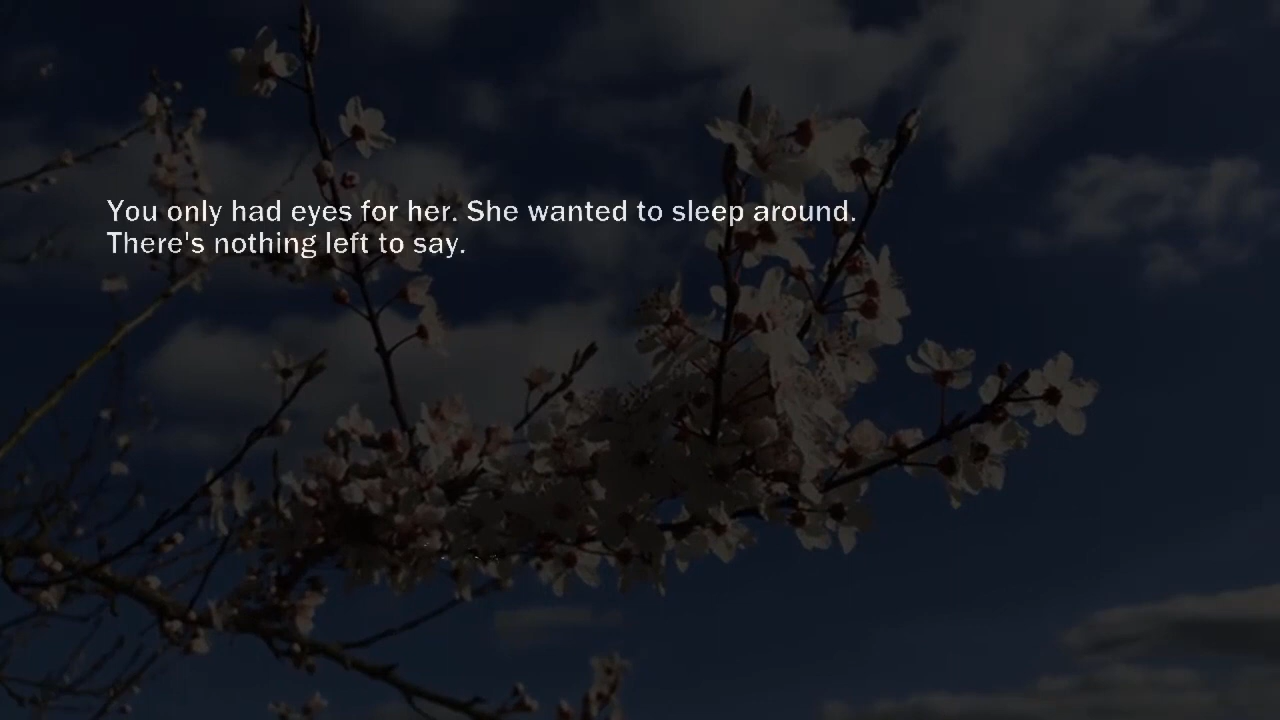 You only had eyes for her. She wanted to sleep around.
There's nothing left to say.